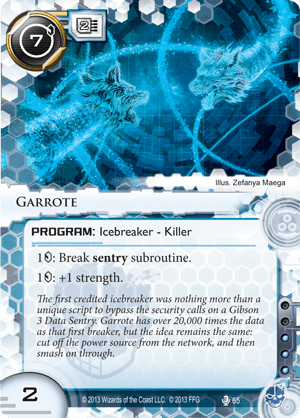 7
2
Illus. Zefanya Maega
GARROTE
PROGRAM: Icebreaker - Killer
1: Break sentry subroutine.
1: +1 strength.
The first credited icebreaker was nothing more than a
unique script to bypass the security calls on a Gibson
3 Data Sentry. Garrote has over 20,000 times the data
as that first breaker, but the idea remains the same:
cut off the power source from the network, and then
smash on through.
2
© 2013 Wizards of the Coast LLC. © 2013 FFG
65